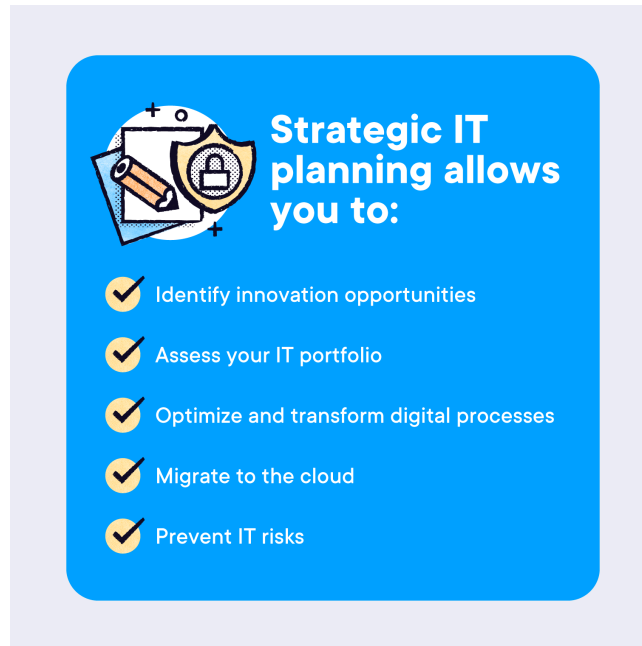 Strategic IT
planning allows
you to:
Identify innovation opportunities
Assess your IT portfolio
Optimize and transform digital processes
Migrate to the cloud
Prevent IT risks